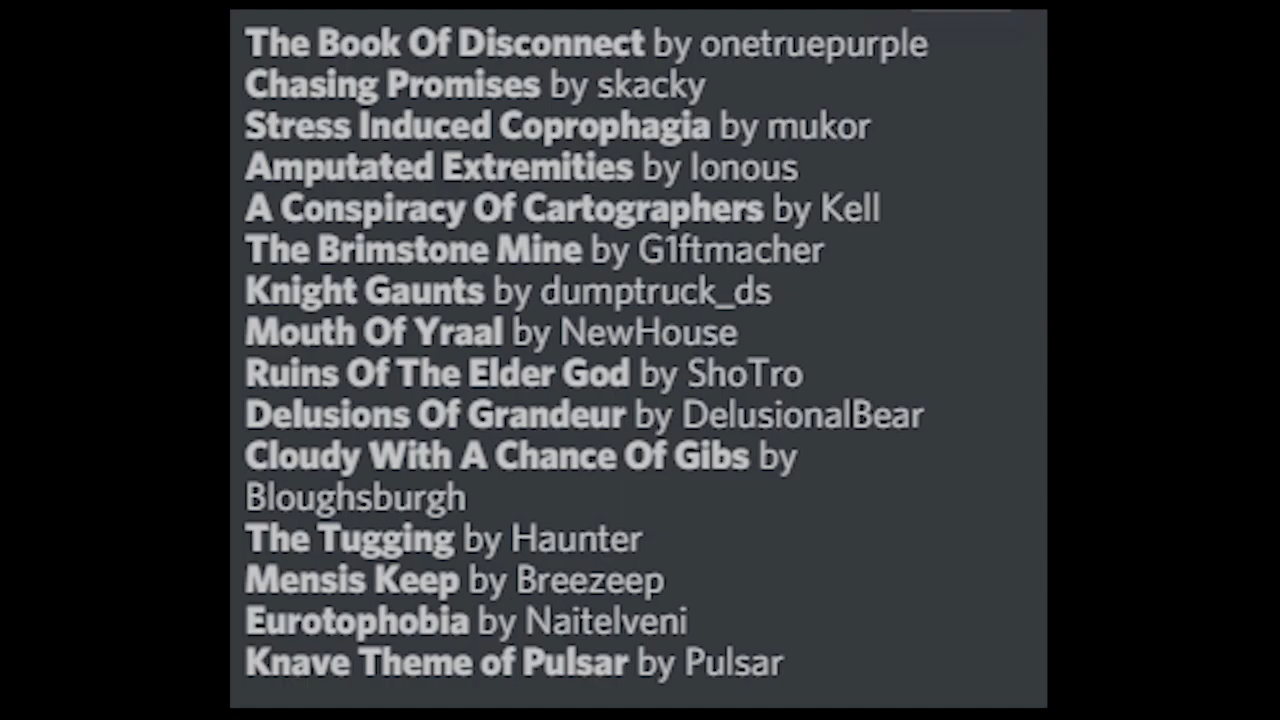 The Book Of Disconnect by onetruepurple
Chasing Promises by skacky
Stress Induced Coprophagia by mukor
Amputated Extremities by Ionous
A Conspiracy Of Cartographers by Kell
The Brimstone Mine by G1ftmacher
Knight Gaunts by dumptruck_ds
Mouth Of Yraal by NewHouse
Ruins Of The Elder God by ShoTro
Delusions Of Grandeur by DelusionalBear
Cloudy With A Chance Of Gibs by
Bloughsburgh
The Tugging by Haunter
Mensis Keep by Breezeep
Eurotophobia by Naitelveni
Knave Theme of Pulsar by Pulsar